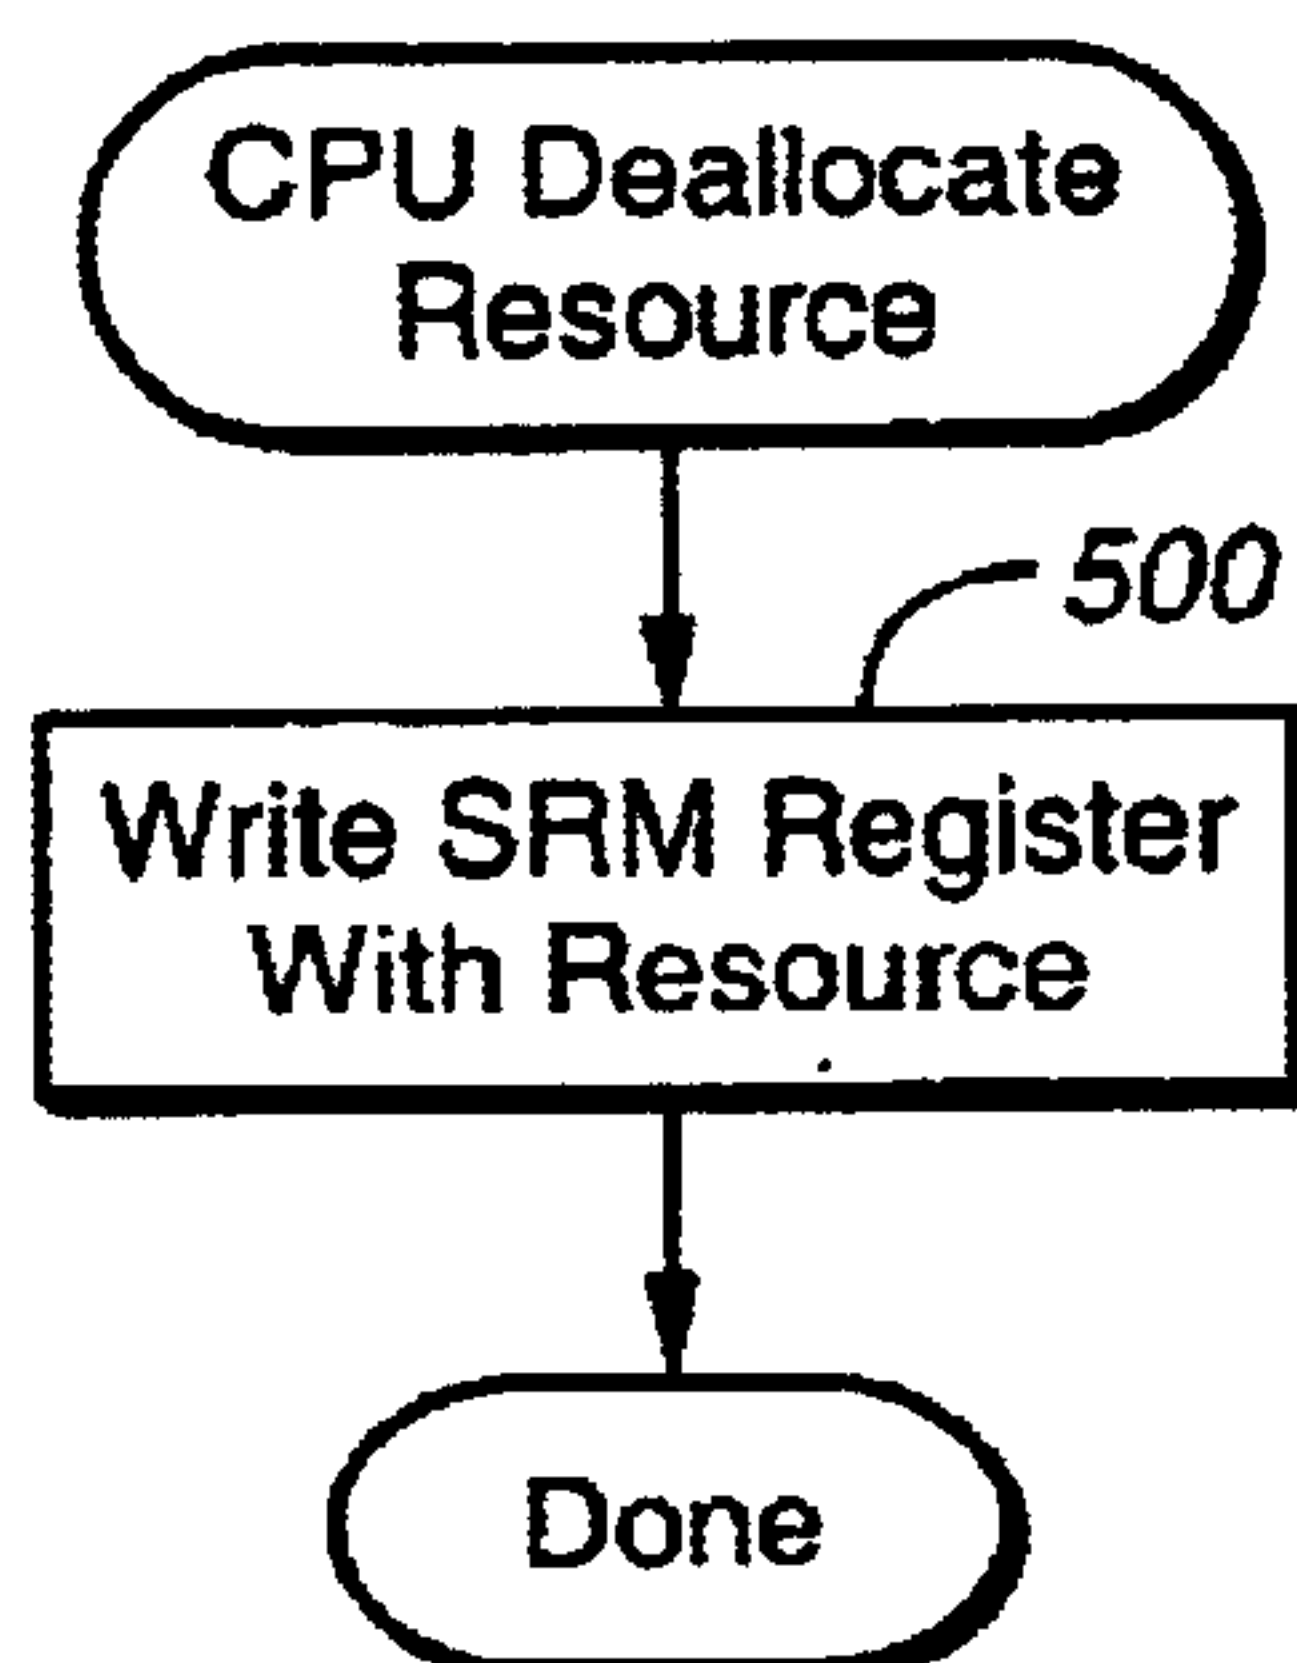 CPU Deallocate
Resource
500
Write SRM Register
With Resource
Done